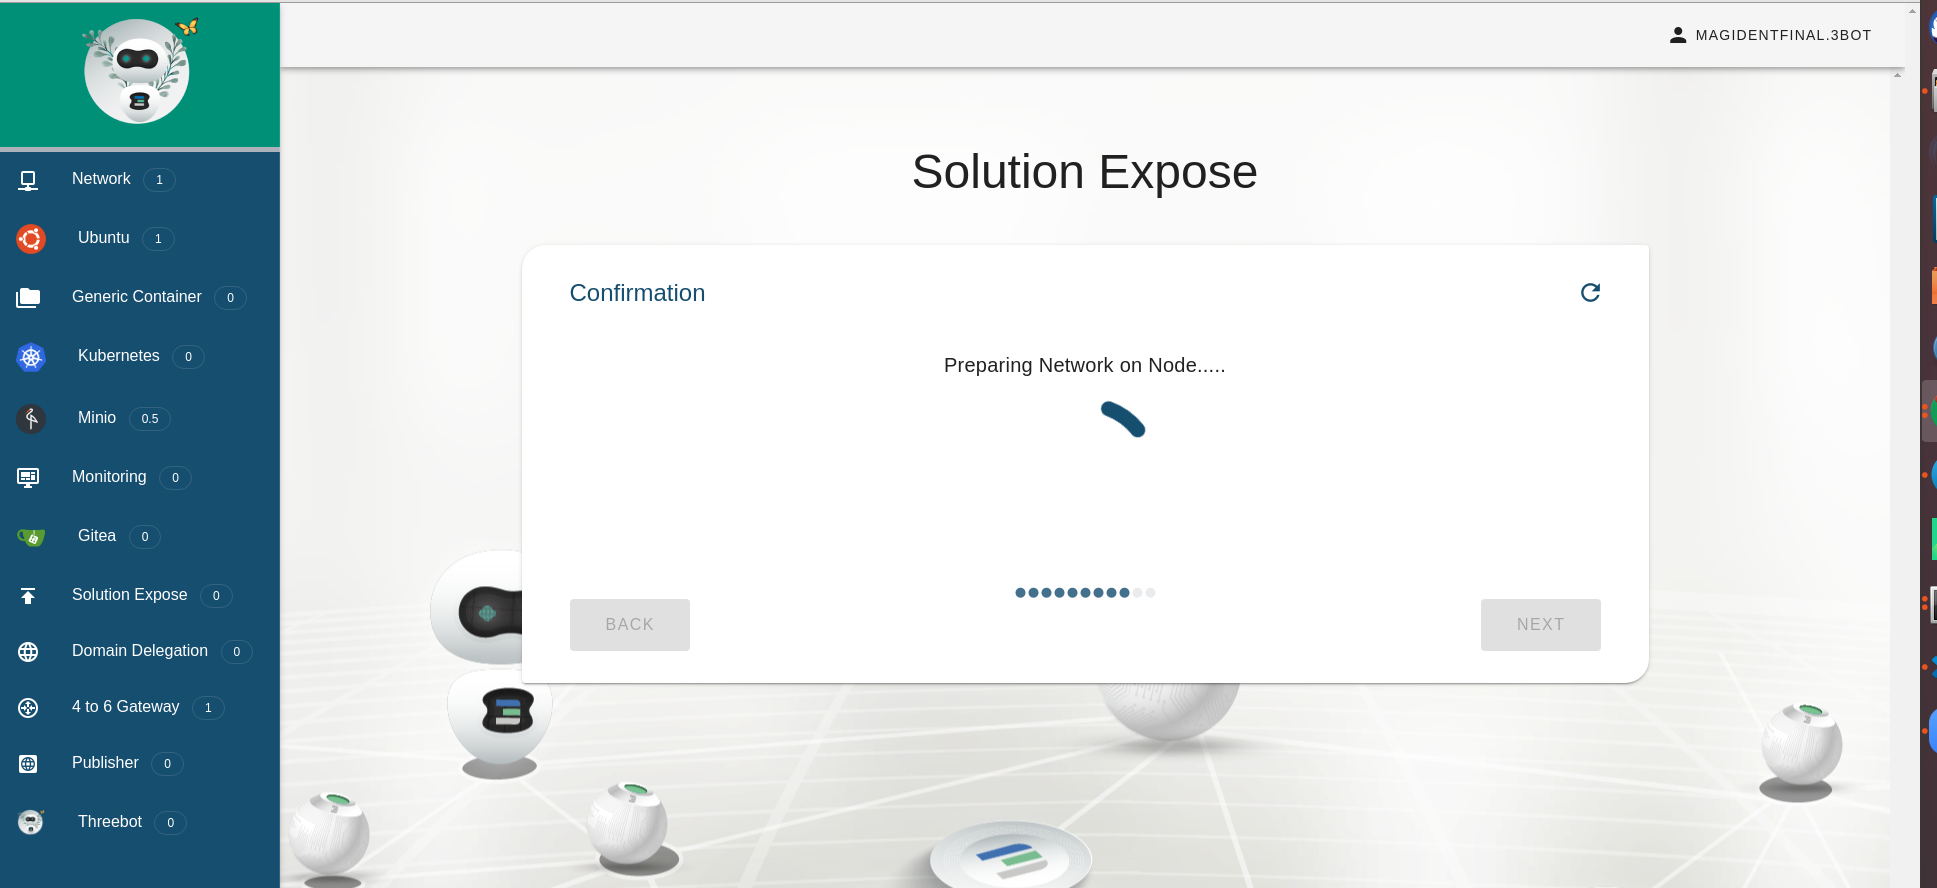 MAGIDENTFINAL.3BOT
Network 1
Ubuntu 1
Generic Container 0
Kubernetes 0
Minio 0.5
Monitoring 0
Gitea 0
Solution Expose 0
Domain Delegation 0
4 to 6 Gateway 1
Publisher 0
Threebot 0
Solution Expose
Confirmation
Preparing Network on Node.....
BACK
NEXT